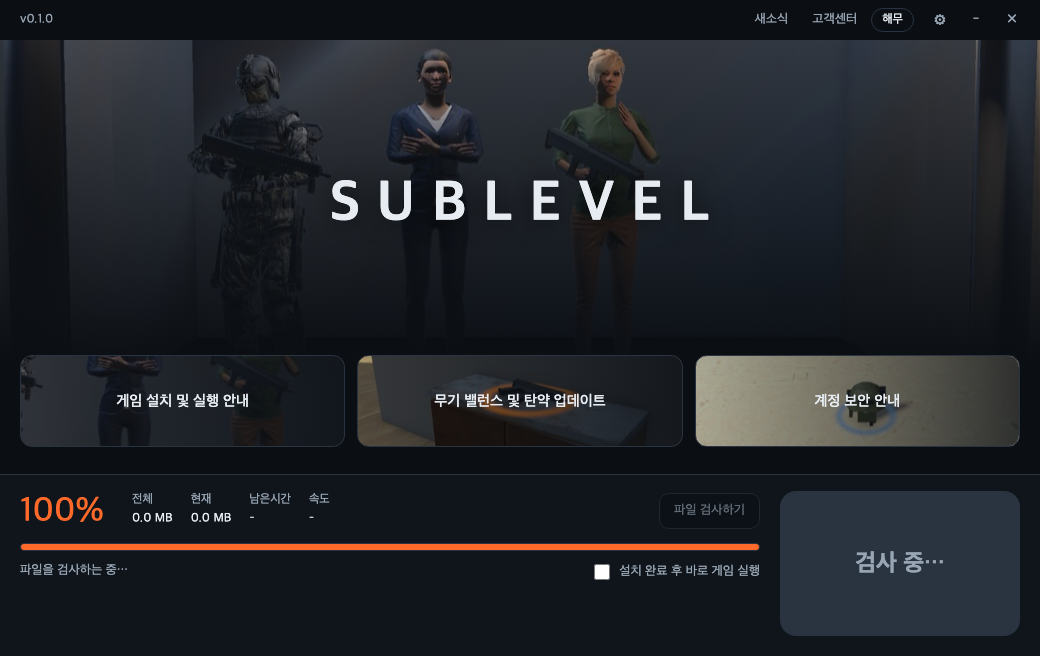 v0.1.0
새소식
고객센터
해무
SUBLEVEL
게임 설치 및 실행 안내
무기 밸런스 및 탄약 업데이트
계정 보안 안내
100%
전체
현재
남은시간
속도
0.0 MB
0.0 MB
-
-
파일 검사하기
파일을 검사하는 중…
설치 완료 후 바로 게임 실행
검사 중…